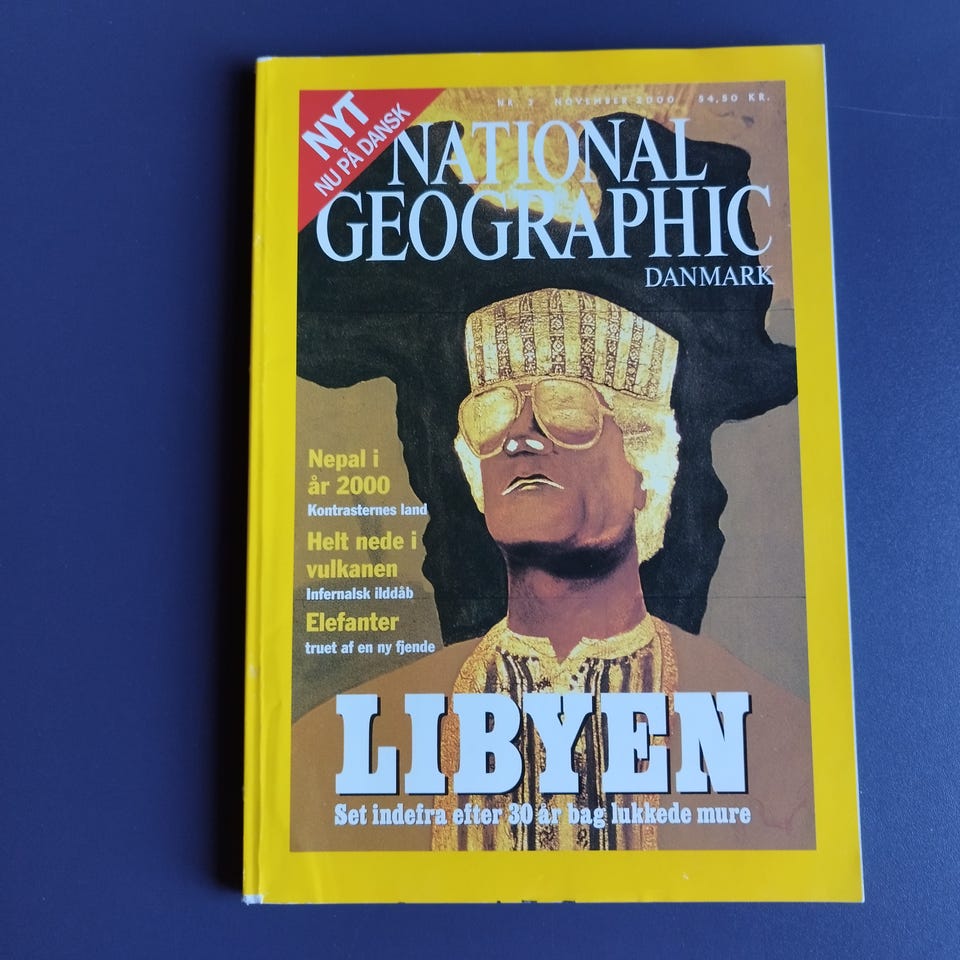 NYT
NU PÅ DANSK
NR. 3 NOVEMBER 2000 54,50 KR.
NATIONAL
GEOGRAPHIC
DANMARK
Nepal i
år 2000
Kontrasternes land
Helt nede i
vulkanen
Infernalsk ilddåb
Elefanter
truet af en ny fjende
LIBYEN
Set indefra efter 30 år bag lukkede mure